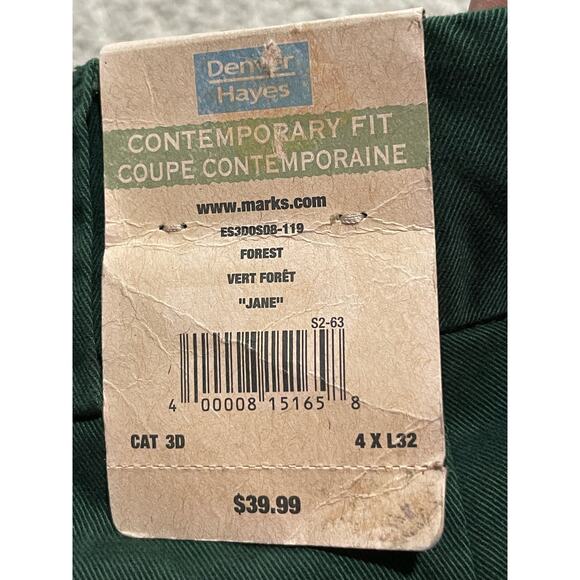 Denver
Hayes
CONTEMPORARY FIT
COUPE CONTEMPORAINE
www.marks.com
ES3DOS08-119
FOREST
VERT FORÊT
"JANE"
S2-63
4 00008 15165 8
CAT 3D 4 X L32
$39.99